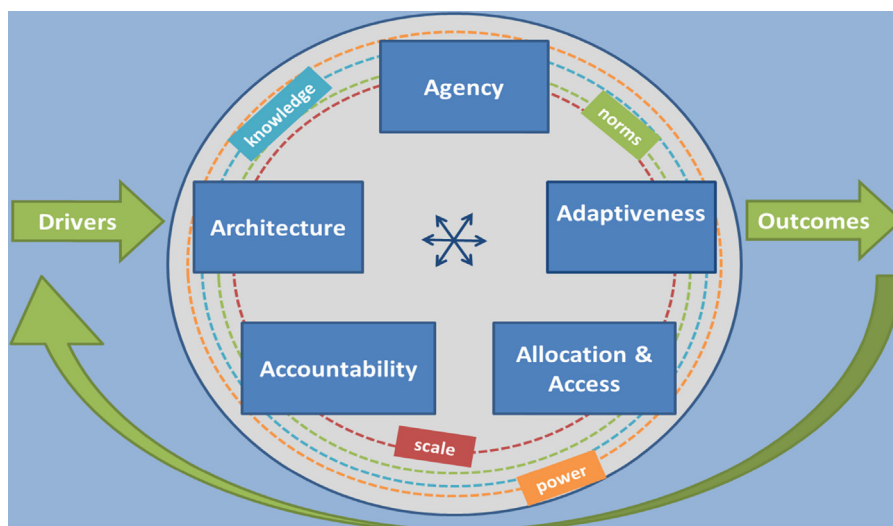 Agency
knowledge
norms
Drivers
Architecture
Adaptiveness
Outcomes
Accountability
Allocation &
Access
scale
power